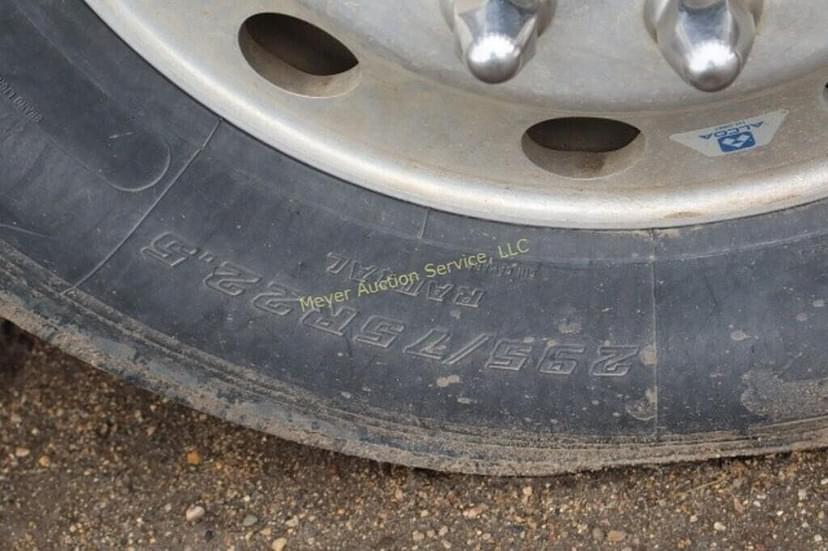 ALCOA
Meyer Auction Service, LLC
295/75R22.5
RADIAL